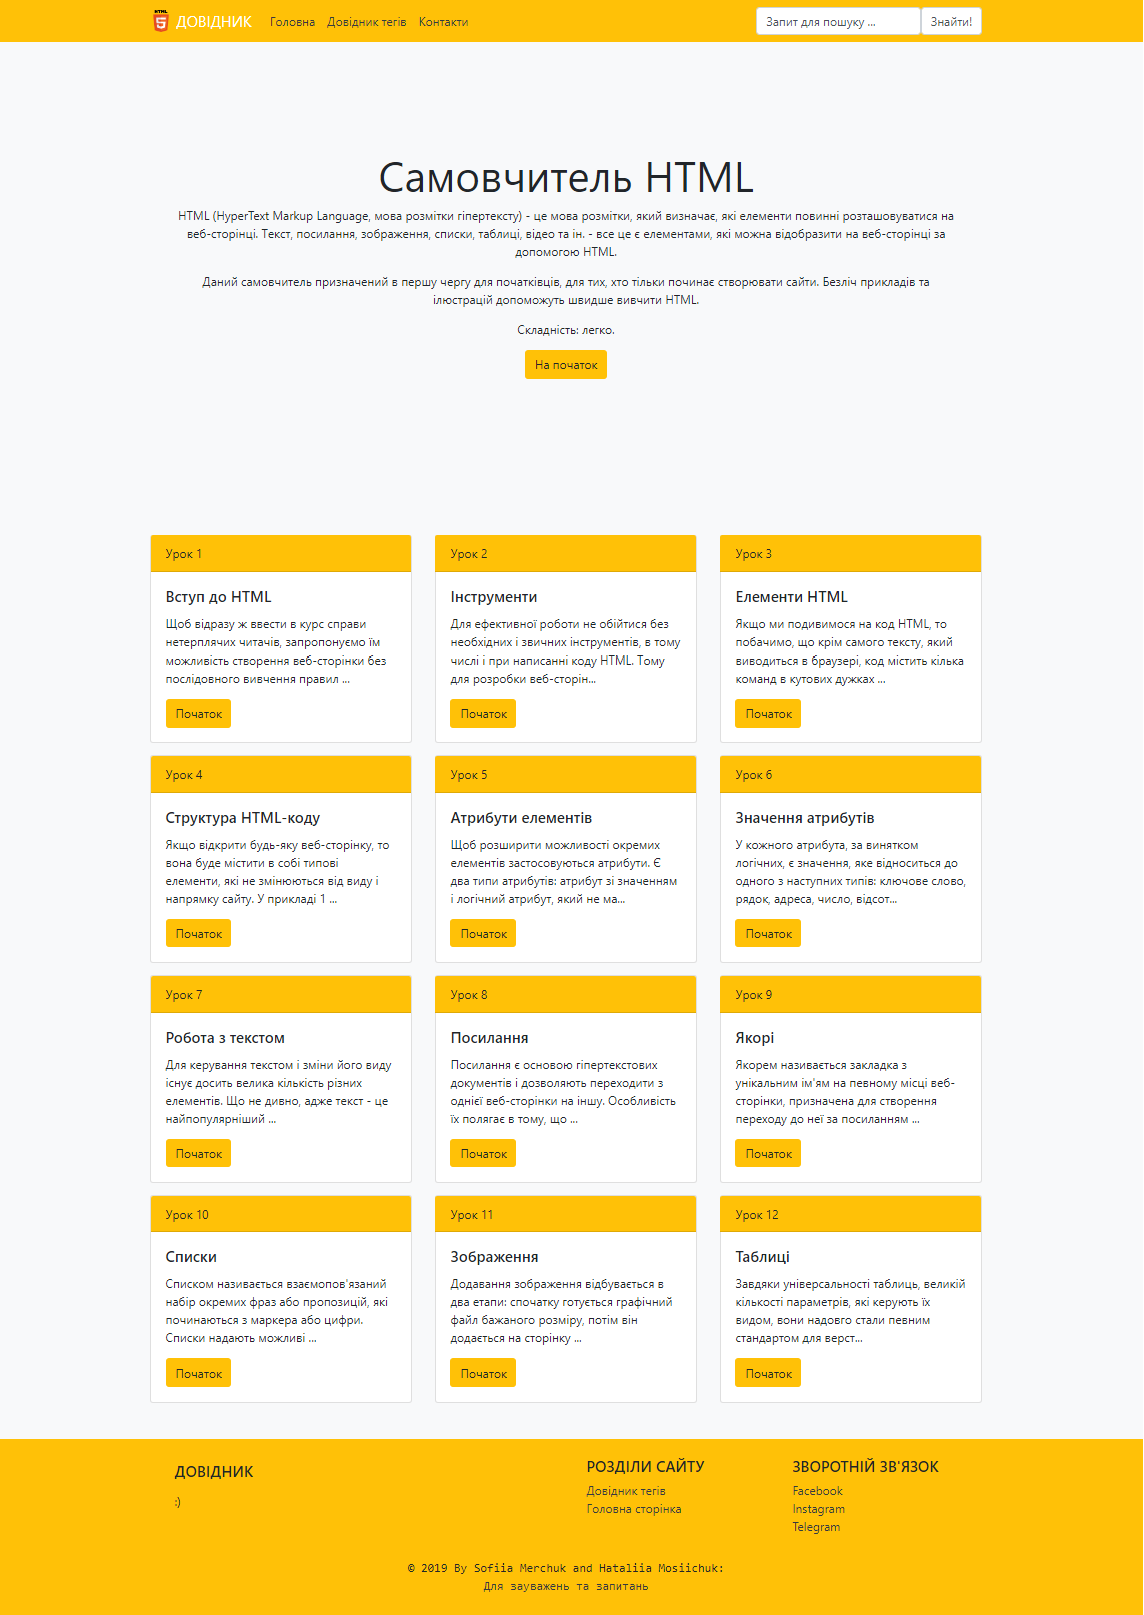 HTML
ДОВІДНИК Головна Довідник тегів Контакти Запит для пошуку ... Знайти!
Самовчитель HTML
HTML (HyperText Markup Language, мова розмітки гіпертексту) - це мова розмітки, який визначає, які елементи повинні розташовуватися на
веб-сторінці. Текст, посилання, зображення, списки, таблиці, відео та ін. - все це є елементами, які можна відобразити на веб-сторінці за
допомогою HTML.
Даний самовчитель призначений в першу чергу для початківців, для тих, хто тільки починає створювати сайти. Безліч прикладів та
ілюстрацій допоможуть швидше вивчити HTML.
Складність: легко.
На початок
Урок 1
Вступ до HTML
Щоб відразу ж ввести в курс справи
нетерплячих читачів, запропонуємо їм
можливість створення веб-сторінки без
послідовного вивчення правил ...
Початок
Урок 2
Інструменти
Для ефективної роботи не обійтися без
необхідних і звичних інструментів, в тому
числі і при написанні коду HTML. Тому
для розробки веб-сторін...
Початок
Урок 3
Елементи HTML
Якщо ми подивимося на код HTML, то
побачимо, що крім самого тексту, який
виводиться в браузері, код містить кілька
команд в кутових дужках ...
Початок
Урок 4
Структура HTML-коду
Якщо відкрити будь-яку веб-сторінку, то
вона буде містити в собі типові
елементи, які не змінюються від виду і
напрямку сайту. У прикладі 1 ...
Початок
Урок 5
Атрибути елементів
Щоб розширити можливості окремих
елементів застосовуються атрибути. Є
два типи атрибутів: атрибут зі значенням
і логічний атрибут, який не ма...
Початок
Урок 6
Значення атрибутів
У кожного атрибута, за винятком
логічних, є значення, яке відноситься до
одного з наступних типів: ключове слово,
рядок, адреса, число, відсот...
Початок
Урок 7
Робота з текстом
Для керування текстом і зміни його виду
існує досить велика кількість різних
елементів. Що не дивно, адже текст - це
найпопулярніший ...
Початок
Урок 8
Посилання
Посилання є основою гіпертекстових
документів і дозволяють переходити з
однієї веб-сторінки на іншу. Особливість
їх полягає в тому, що ...
Початок
Урок 9
Якорі
Якорем називається закладка з
унікальним ім'ям на певному місці веб-
сторінки, призначена для створення
переходу до неї за посиланням ...
Початок
Урок 10
Списки
Списком називається взаємопов'язаний
набір окремих фраз або пропозицій, які
починаються з маркера або цифри.
Списки надають можливі ...
Початок
Урок 11
Зображення
Додавання зображення відбувається в
два етапи: спочатку готується графічний
файл бажаного розміру, потім він
додається на сторінку ...
Початок
Урок 12
Таблиці
Завдяки універсальності таблиць, великій
кількості параметрів, які керують їх
видом, вони надовго стали певним
стандартом для верст...
Початок
ДОВІДНИК
:)
РОЗДІЛИ САЙТУ
Довідник тегів
Головна сторінка
ЗВОРОТНІЙ ЗВ'ЯЗОК
Facebook
Instagram
Telegram
© 2019 By Sofiia Merchuk and Hataliia Mosiichuk:
Для зауважень та запитань